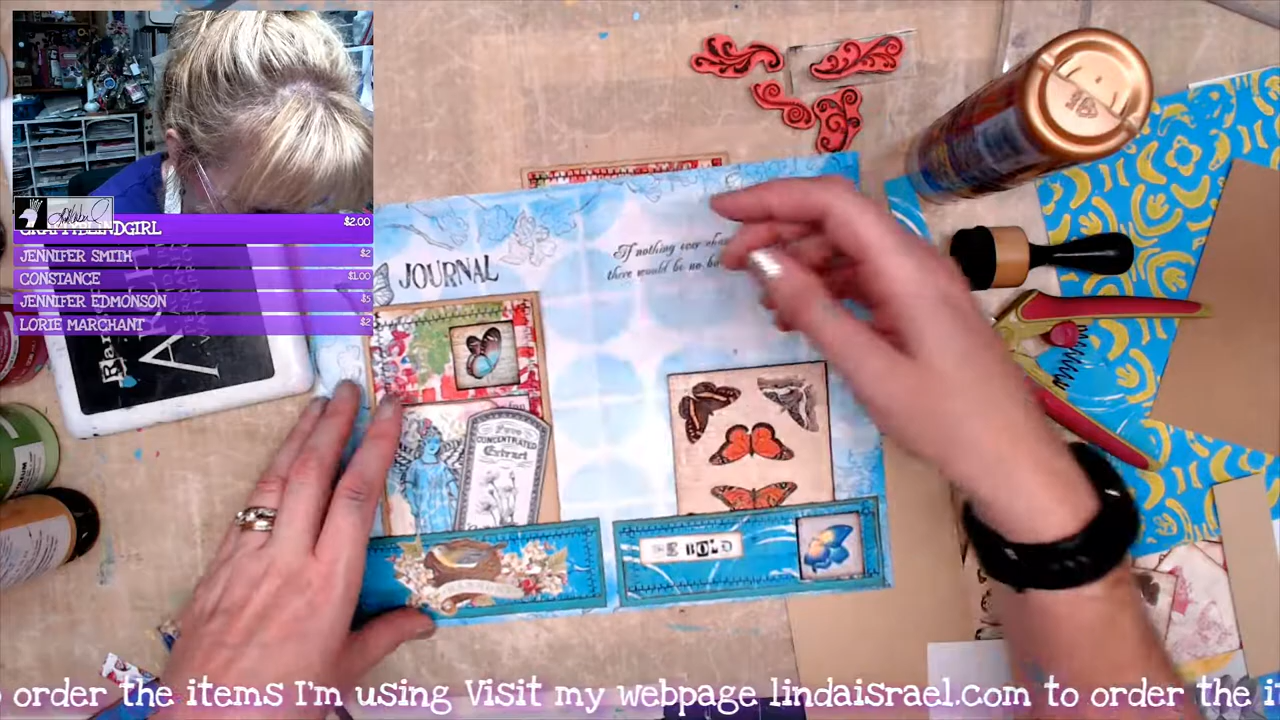 $2.00
JENNIFER SMITH $2
CONSTANCE $1.00
JENNIFER EDMONSON $5
LORIE MARCHANT $2
JOURNAL
If nothing ever
there would be no
Pure
CONCENTRATED
Extract
BOLD
order the items I'm using Visit my webpage lindaisrael.com to order the